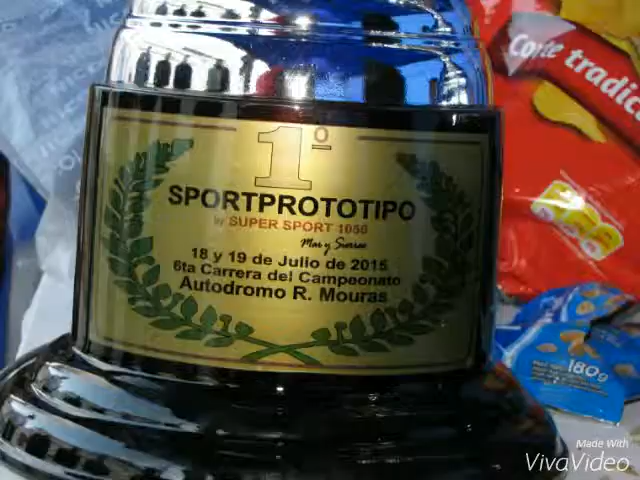 1º
SPORTPROTOTIPO
by SUPER SPORT 1050
Mar y Sierras
18 y 19 de Julio de 2015
6ta Carrera del Campeonato
Autodromo R. Mouras
Corte tradic
180g
Made With
VivaVideo